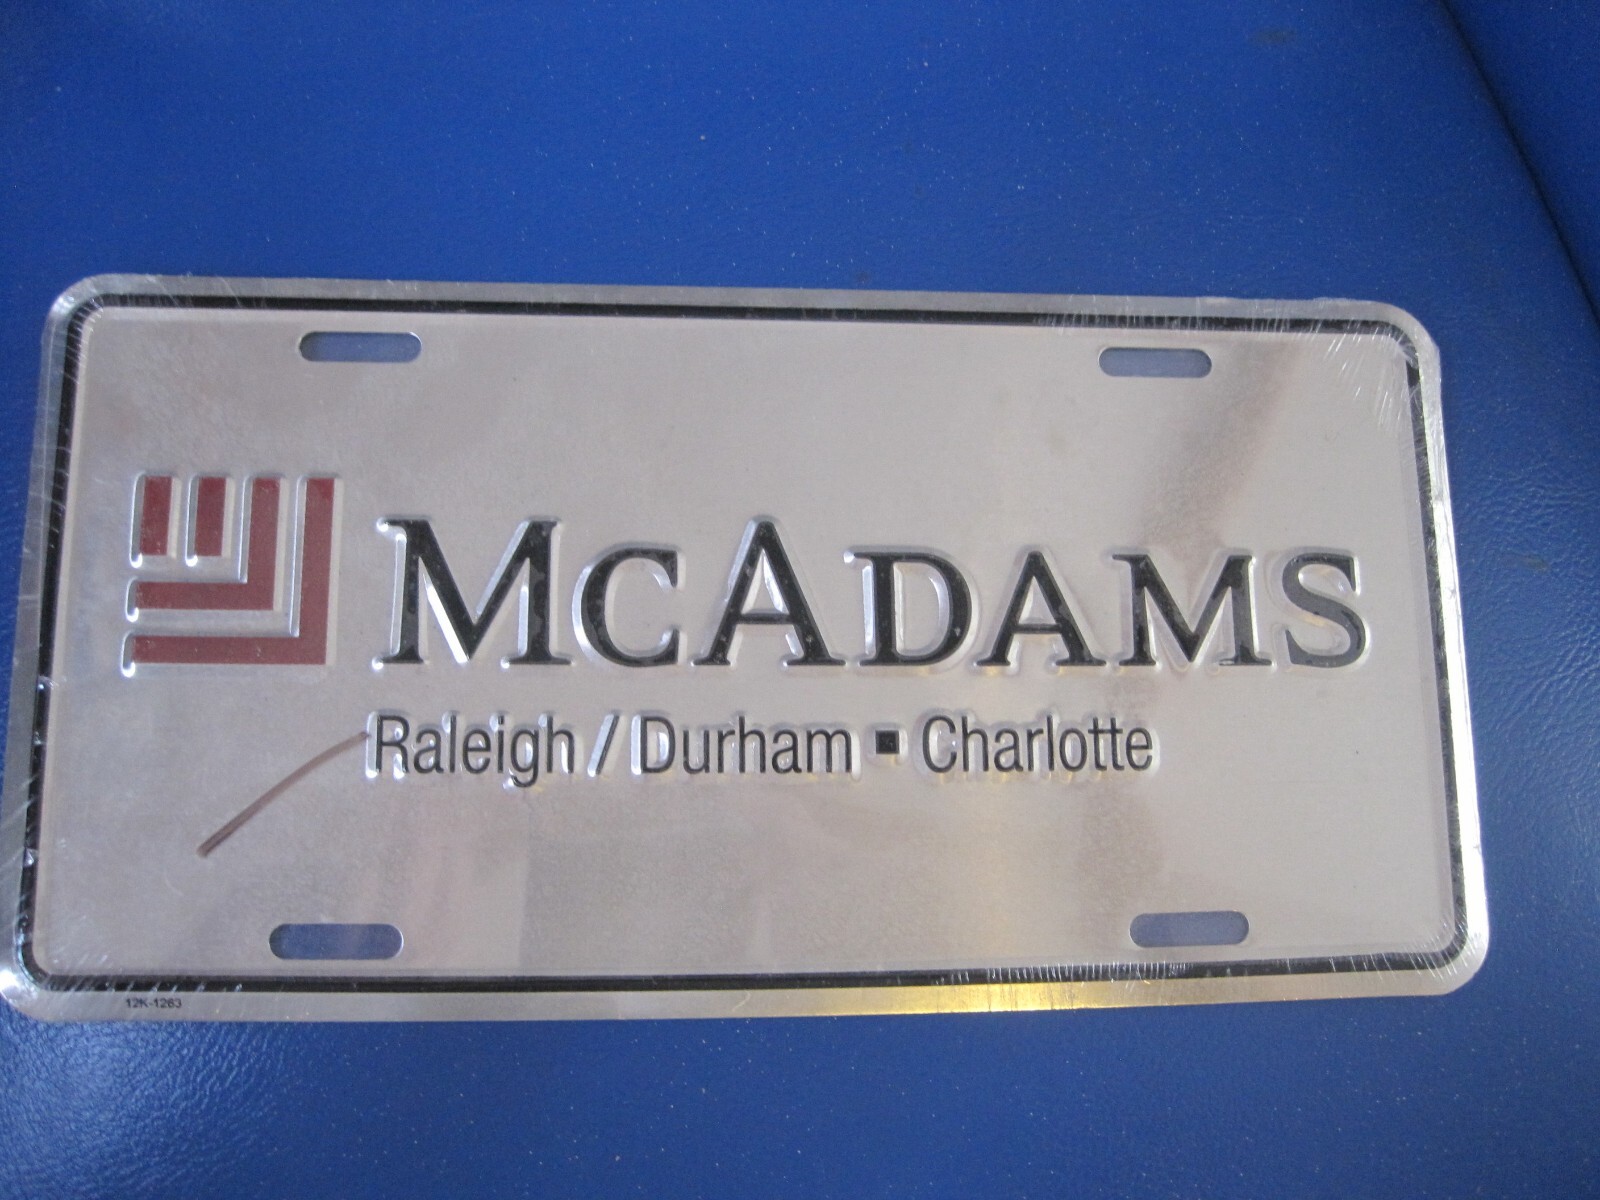 McAdams
Raleigh / Durham ▪ Charlotte
12K-1263